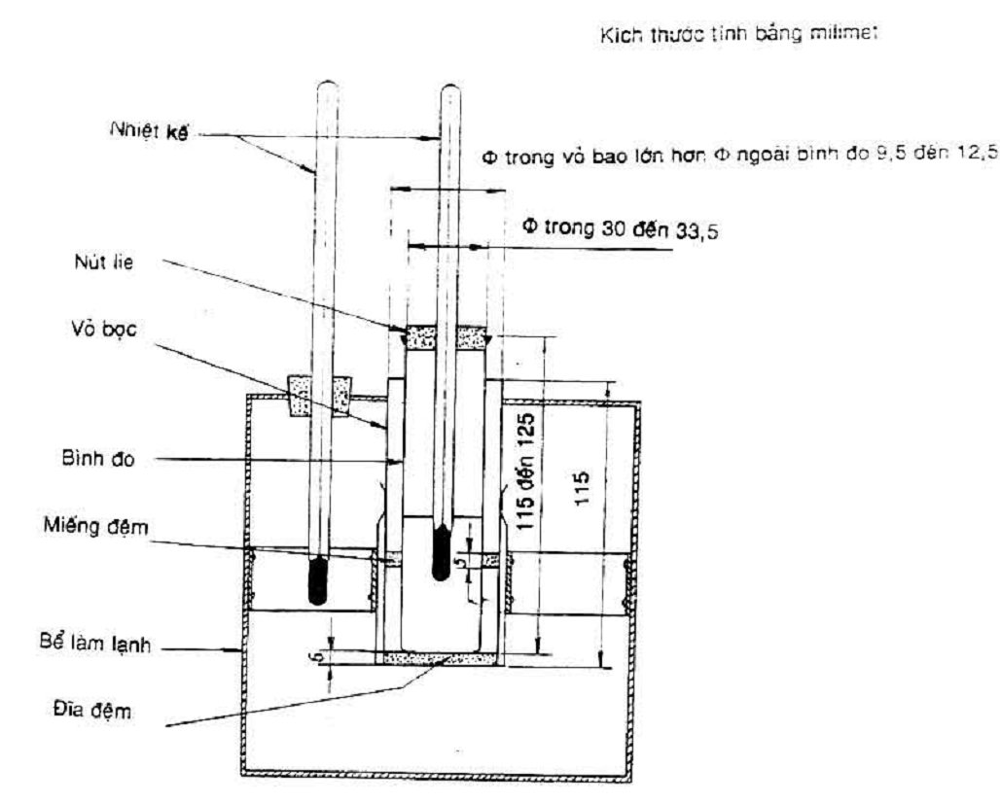 Kích thước tính bằng milimet
Nhiệt kế
Φ trong vỏ bao lớn hơn Φ ngoài bình đo 9,5 đến 12,5
Φ trong 30 đến 33,5
Nút lie
Vỏ bọc
115 đến 125
115
Bình đo
Miếng đệm
5
Bể làm lạnh
6
Đĩa đệm